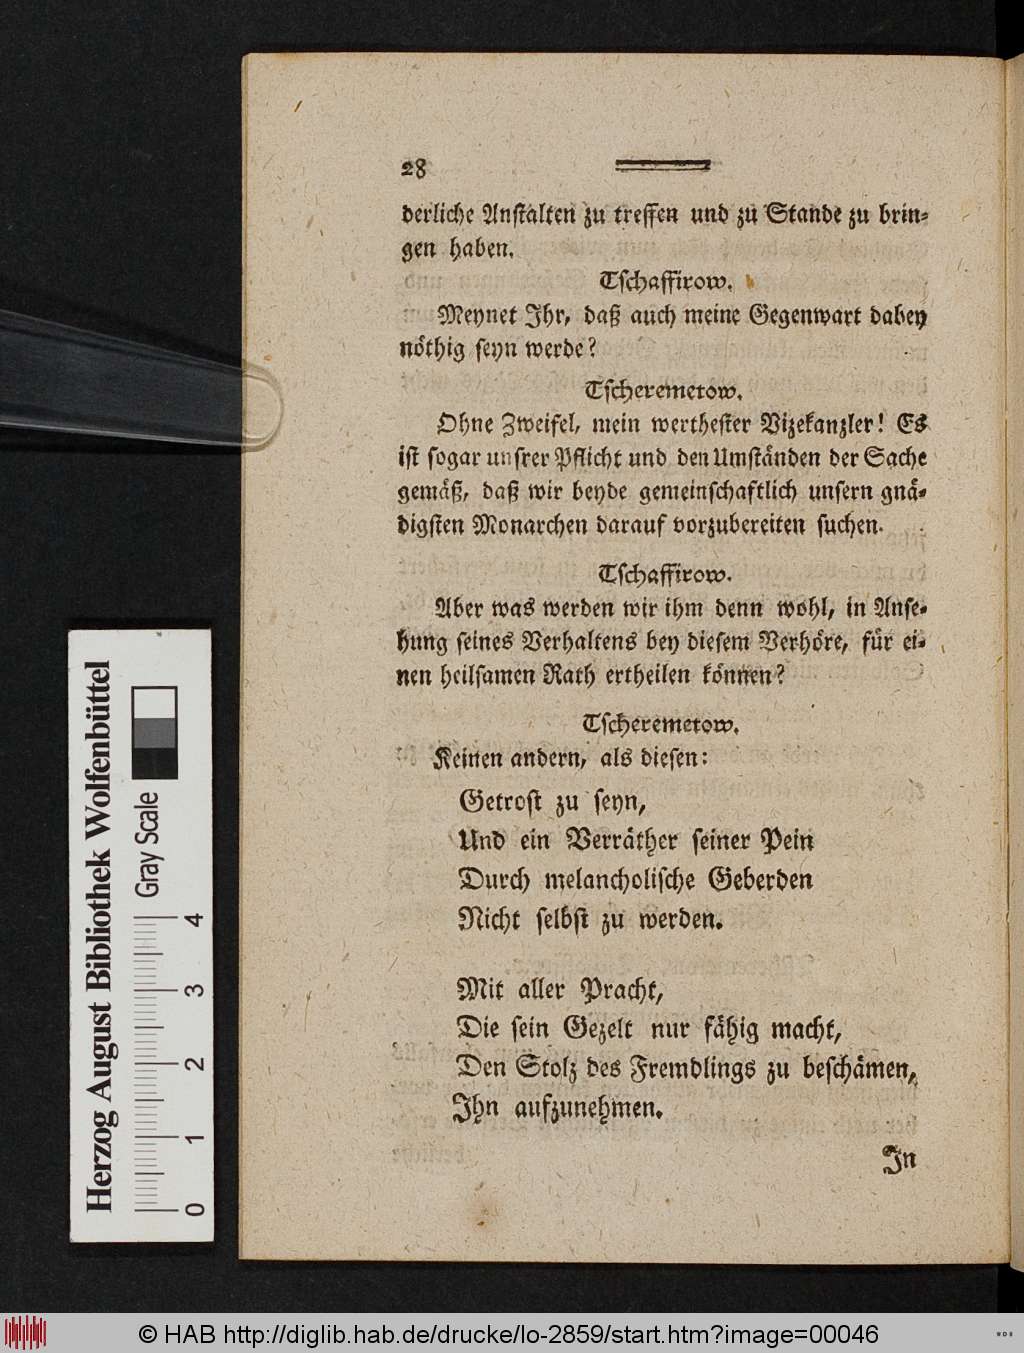 28
derliche Anstalten zu treffen und zu Stande zu brin-
gen haben.
Tschaffirow.
Meynet Ihr, daß auch meine Gegenwart dabey
nöthig seyn werde?
Tscheremetow.
Ohne Zweifel, mein werthester Vizekanzler! Es
ist sogar unsrer Pflicht und den Umständen der Sache
gemäß, daß wir beyde gemeinschaftlich unsern gnä-
digsten Monarchen darauf vorzubereiten suchen.
Tschaffirow.
Aber was werden wir ihm denn wohl, in Anse-
hung seines Verhaltens bey diesem Verhöre, für ei-
nen heilsamen Rath ertheilen können?
Tscheremetow.
Keinen andern, als diesen:
Getrost zu seyn,
Und ein Verräther seiner Pein
Durch melancholische Geberden
Nicht selbst zu werden.
Mit aller Pracht,
Die sein Gezelt nur fähig macht,
Den Stolz des Fremdlings zu beschämen,
Ihn aufzunehmen.
In
Herzog August Bibliothek Wolfenbüttel
Gray Scale
0 1 2 3 4
© HAB http://diglib.hab.de/drucke/lo-2859/start.htm?image=00046